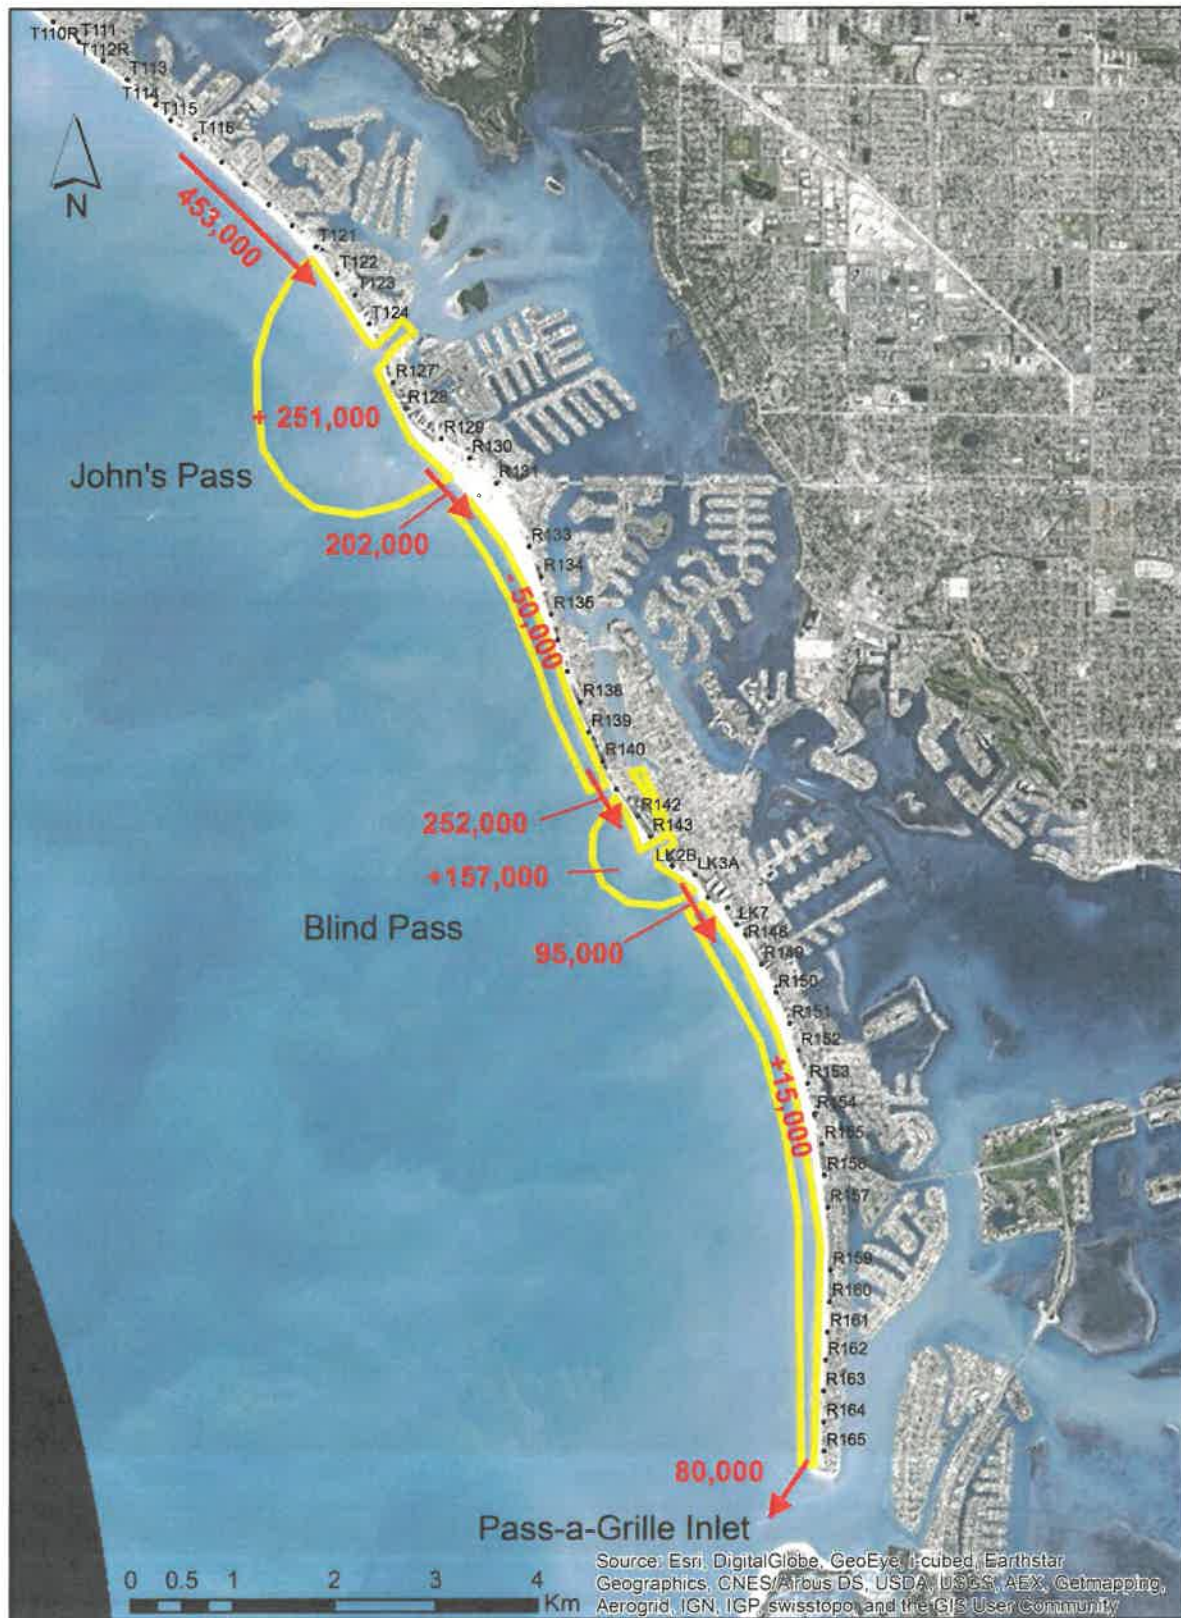 T110R T111
T112R
T113
T114
T115
T116
N
453,000
T121
T122
T123
T124
R127
R128
+ 251,000
R129
R130
John's Pass
R131
202,000
R133
R134
- 50,000
R135
R138
R139
R140
R142
252,000
R143
LK2B
LK3A
+157,000
LK7
Blind Pass
R148
95,000
R149
R150
R151
R152
+15,000
R153
R154
R155
R156
R157
R159
R160
R161
R162
R163
R164
R165
80,000
Pass-a-Grille Inlet
Source: Esri, DigitalGlobe, GeoEye, i-cubed, Earthstar
Geographics, CNES/Airbus DS, USDA, USGS, AEX, Getmapping,
Aerogrid, IGN, IGP, swisstopo, and the GIS User Community
0 0.5 1 2 3 4
Km